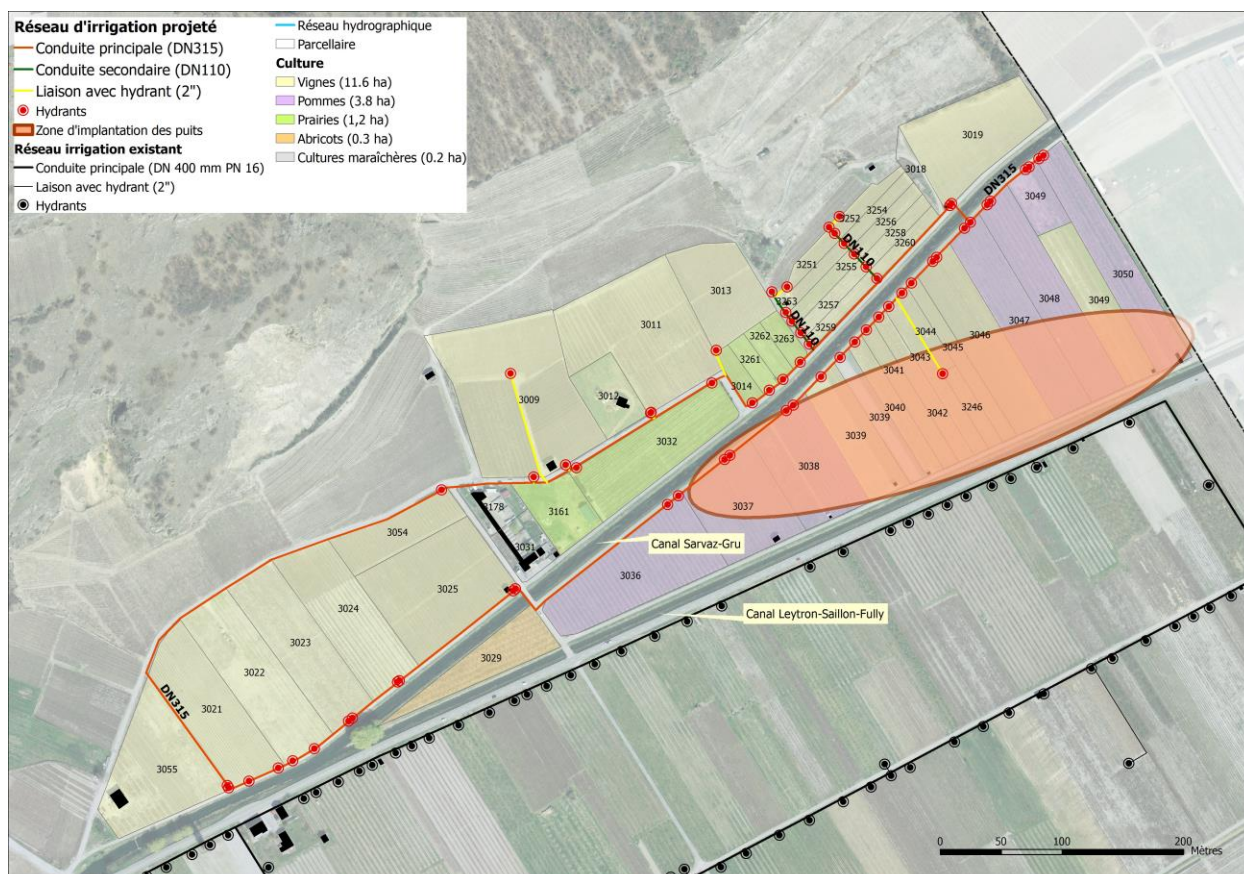 Réseau d'irrigation projeté
Conduite principale (DN315)
Conduite secondaire (DN110)
Liaison avec hydrant (2")
Hydrants
Zone d'implantation des puits
Réseau irrigation existant
Conduite principale (DN 400 mm PN 16)
Liaison avec hydrant (2")
Hydrants
Réseau hydrographique
Parcellaire
Culture
Vignes (11.6 ha)
Pommes (3.8 ha)
Prairies (1,2 ha)
Abricots (0.3 ha)
Cultures maraîchères (0.2 ha)
3019
3018
DN315
3049
3254
3252
3256
3258
3260
DN110
3251
3255
3050
3013
3253
3257
3048
3049
3011
DN110
3259
3047
3262
3263
3044
3046
3261
3045
3043
3014
3041
3009
3012
3040
3039
3042
3246
3032
3039
3038
3178
3161
3037
3054
3031
Canal Sarvaz-Gru
3036
3025
3024
Canal Leytron-Saillon-Fully
3023
3029
3022
DN315
3021
3055
0 50 100 200
Mètres